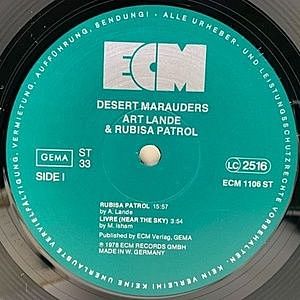 ECM
DESERT MARAUDERS
ART LANDE
& RUBISA PATROL
GEMA
ST
33
SIDE I
LC 2516
ECM 1106 ST
RUBISA PATROL 15:57
by A. Lande
LIVRE (NEAR THE SKY) 3:54
by M. Isham
Published by ECM Verlag, GEMA
℗ 1978 ECM RECORDS GMBH
MADE IN W. GERMANY
KEINE UNERLAUBTE VERVIELFÄLTIGUNG, VERMIETUNG, AUFFÜHRUNG, SENDUNG! - ALLE URHEBER- UND LEISTUNGSSCHUTZRECHTE VORBEHALTEN. KEIN VERLEIH!